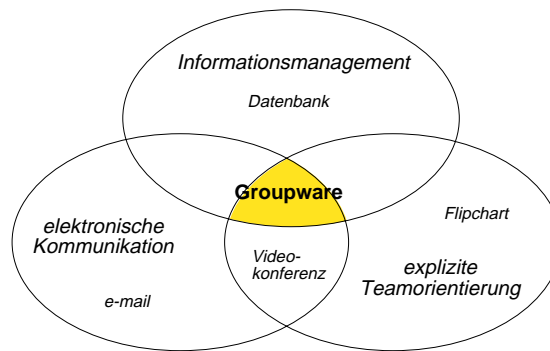 Informationsmanagement
Datenbank
Groupware
elektronische
Kommunikation
e-mail
Video-
konferenz
Flipchart
explizite
Teamorientierung